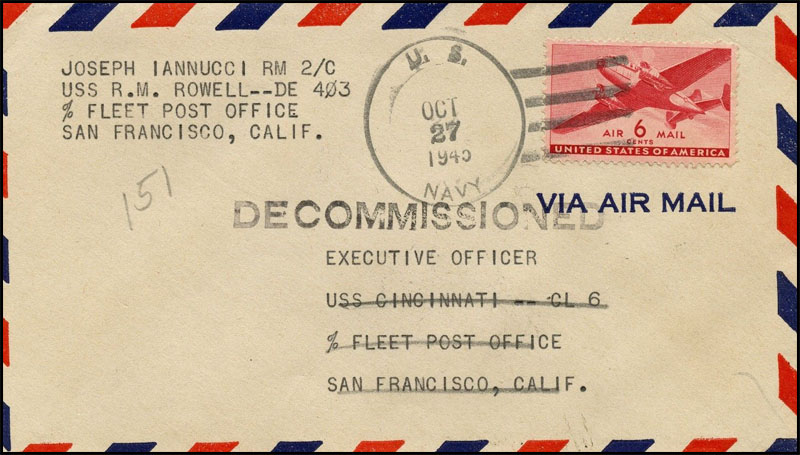 JOSEPH IANNUCCI RM 2/C
USS R.M. ROWELL--DE 403
% FLEET POST OFFICE
SAN FRANCISCO, CALIF.
U. S.
OCT
27
1945
NAVY
AIR 6 MAIL
CENTS
UNITED STATES OF AMERICA
151
DECOMMISSIONED
VIA AIR MAIL
EXECUTIVE OFFICER
USS CINCINNATI -- CL 6
% FLEET POST OFFICE
SAN FRANCISCO, CALIF.